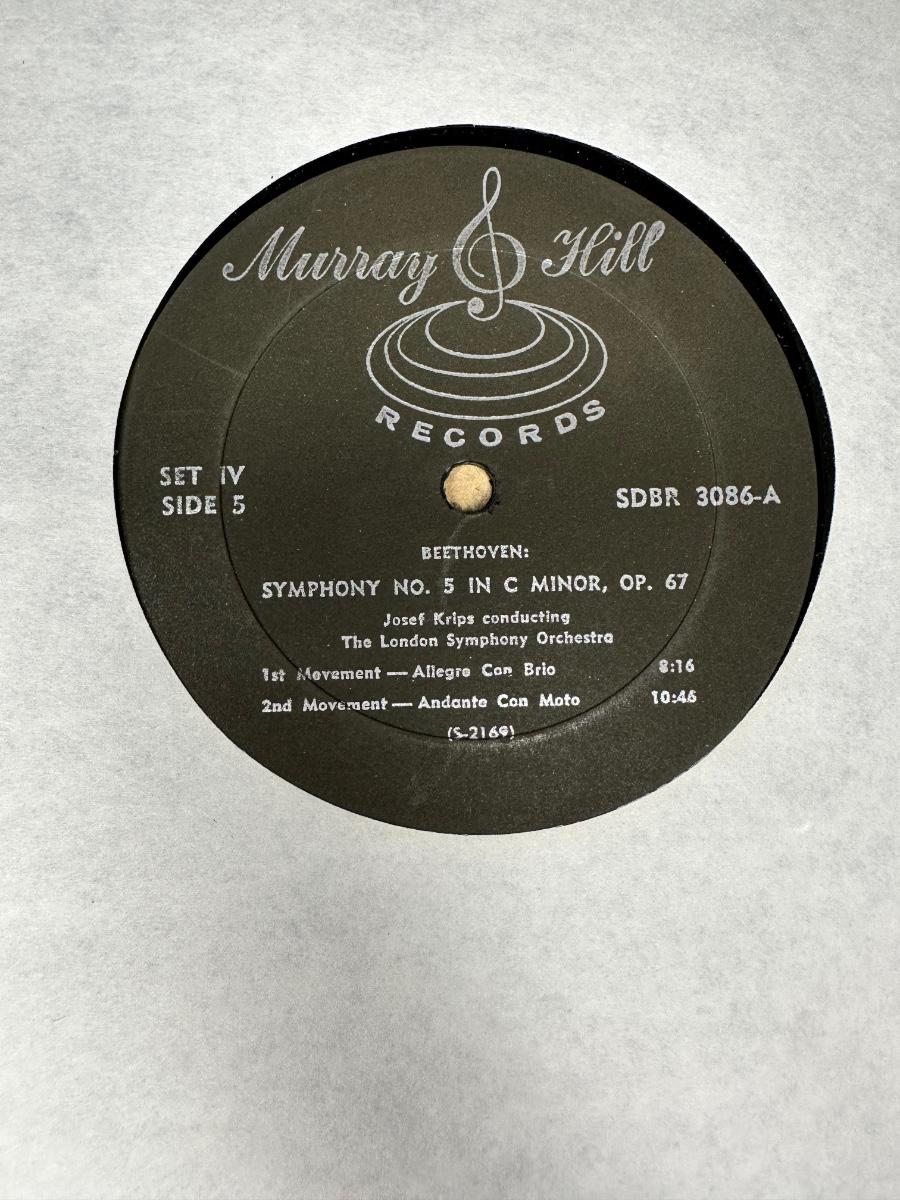 Murray Hill
RECORDS
SET IV
SIDE 5
SDBR 3086-A
BEETHOVEN:
SYMPHONY NO. 5 IN C MINOR, OP. 67
Josef Krips conducting
The London Symphony Orchestra
1st Movement — Allegro Con Brio 8:16
2nd Movement — Andante Con Moto 10:46
(S-2169)